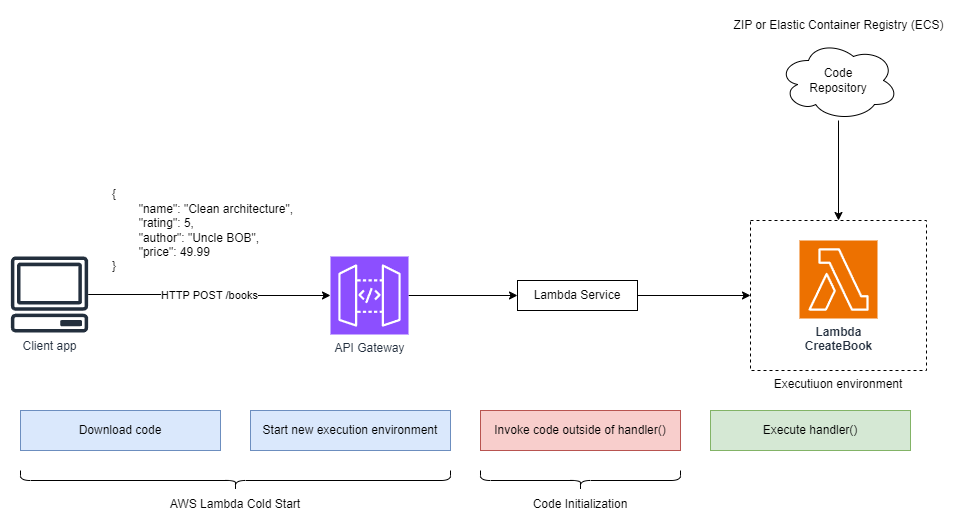 ZIP or Elastic Container Registry (ECS)
Code
Repository
{
"name": "Clean architecture",
"rating": 5,
"author": "Uncle BOB",
"price": 49.99
}
HTTP POST /books
Client app
</>
API Gateway
Lambda Service
Lambda
CreateBook
Executiuon environment
Download code
Start new execution environment
Invoke code outside of handler()
Execute handler()
AWS Lambda Cold Start
Code Initialization